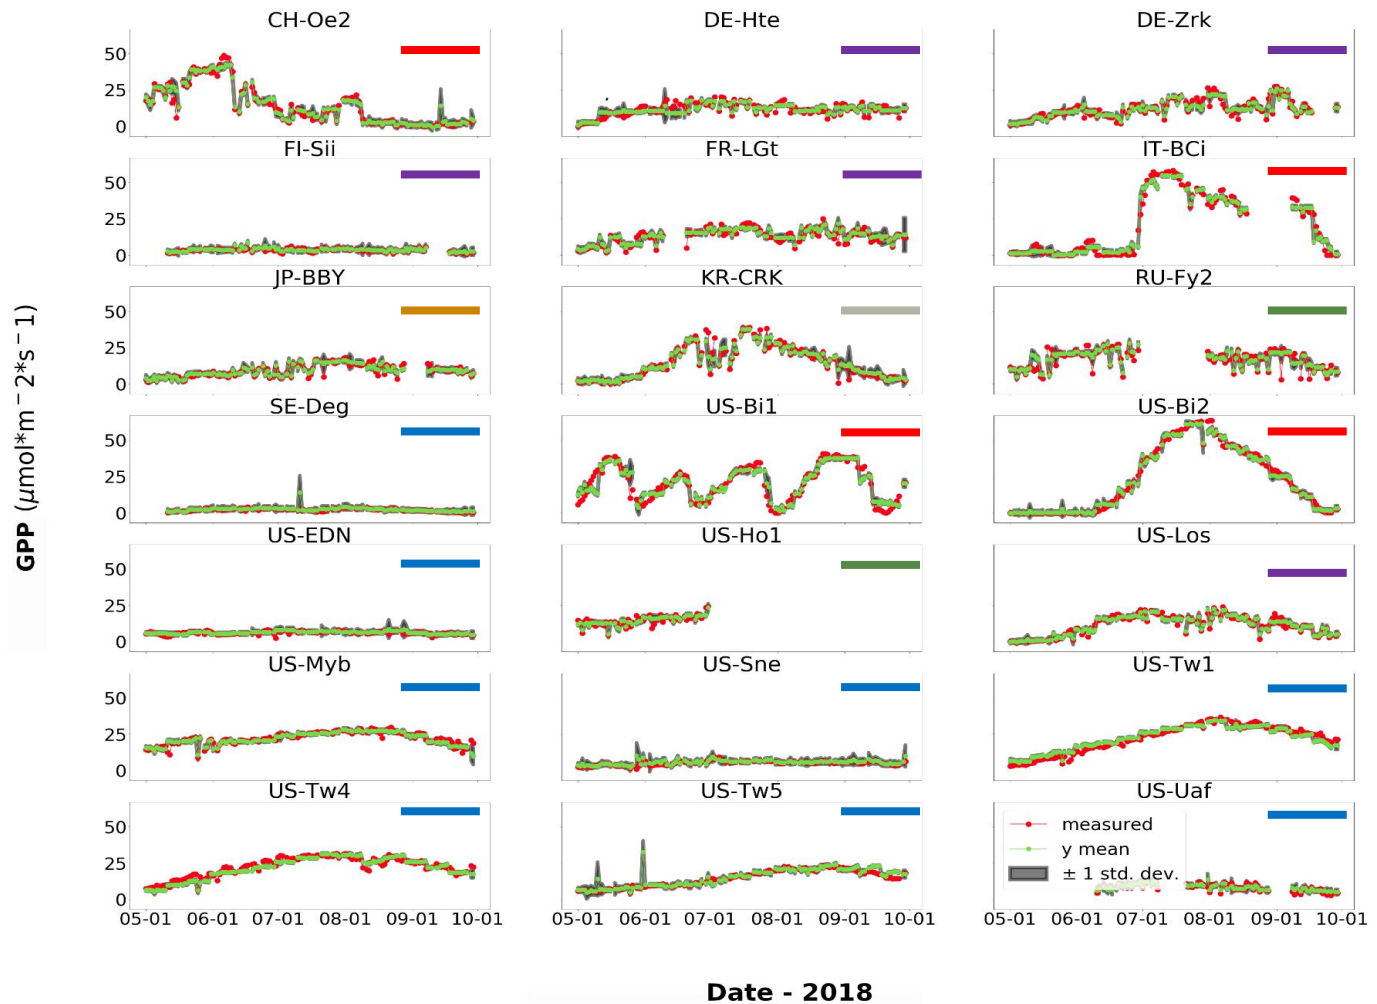 CH-Oe2
DE-Hte
DE-Zrk
50
25
0
FI-Sii
FR-LGt
IT-BCi
50
25
0
JP-BBY
KR-CRK
RU-Fy2
50
25
0
SE-Deg
US-Bi1
US-Bi2
50
25
0
US-EDN
US-Ho1
US-Los
50
25
0
US-Myb
US-Sne
US-Tw1
50
25
0
US-Tw4
US-Tw5
US-Uaf
50
25
0
measured
y mean
± 1 std. dev.
05-01 06-01 07-01 08-01 09-01 10-01
05-01 06-01 07-01 08-01 09-01 10-01
05-01 06-01 07-01 08-01 09-01 10-01
GPP (μmol*m⁻2*s⁻1)
Date - 2018